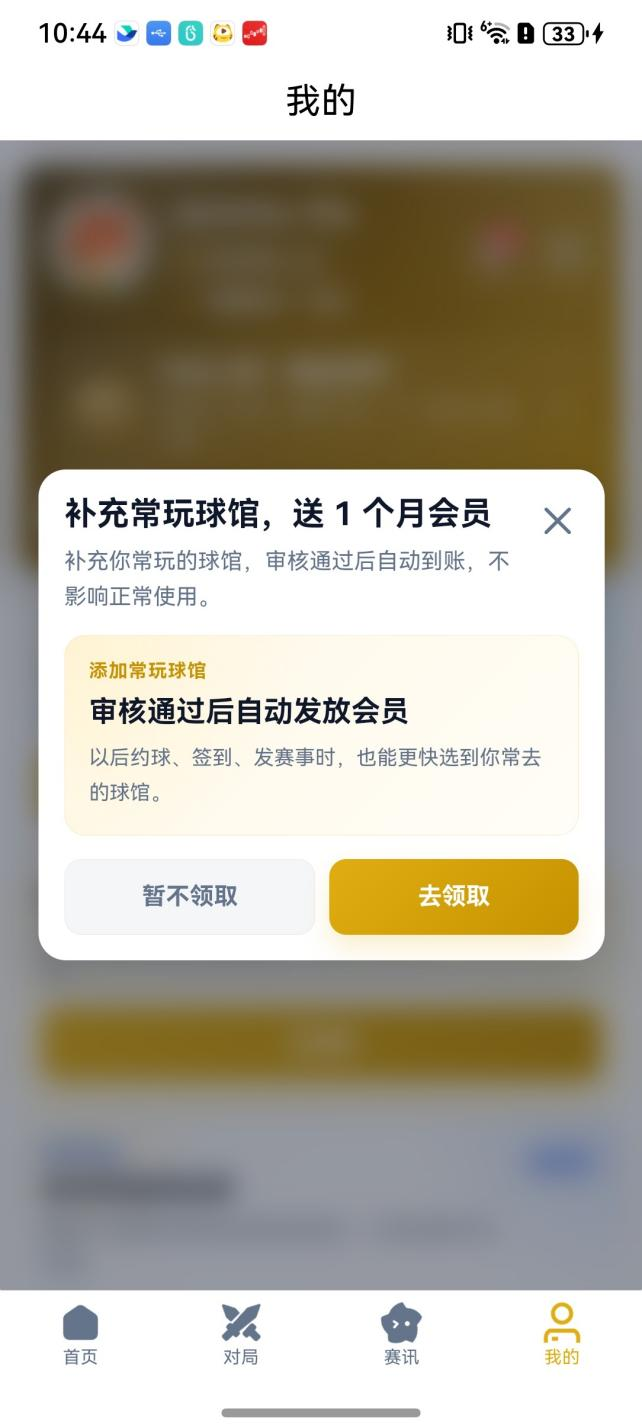 10:44
6+
33
我的
补充常玩球馆，送 1 个月会员
补充你常玩的球馆，审核通过后自动到账，不
影响正常使用。
添加常玩球馆
审核通过后自动发放会员
以后约球、签到、发赛事时，也能更快选到你常去
的球馆。
暂不领取
去领取
首页
对局
赛讯
我的